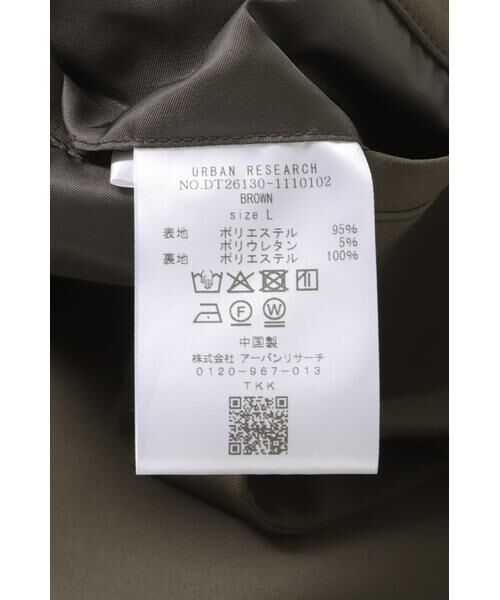 URBAN RESEARCH
NO.DT26130-1110102
BROWN
size L
表地 ポリエステル 95%
ポリウレタン 5%
裏地 ポリエステル 100%
F W
中国製
株式会社 アーバンリサーチ
0120-967-013
TKK